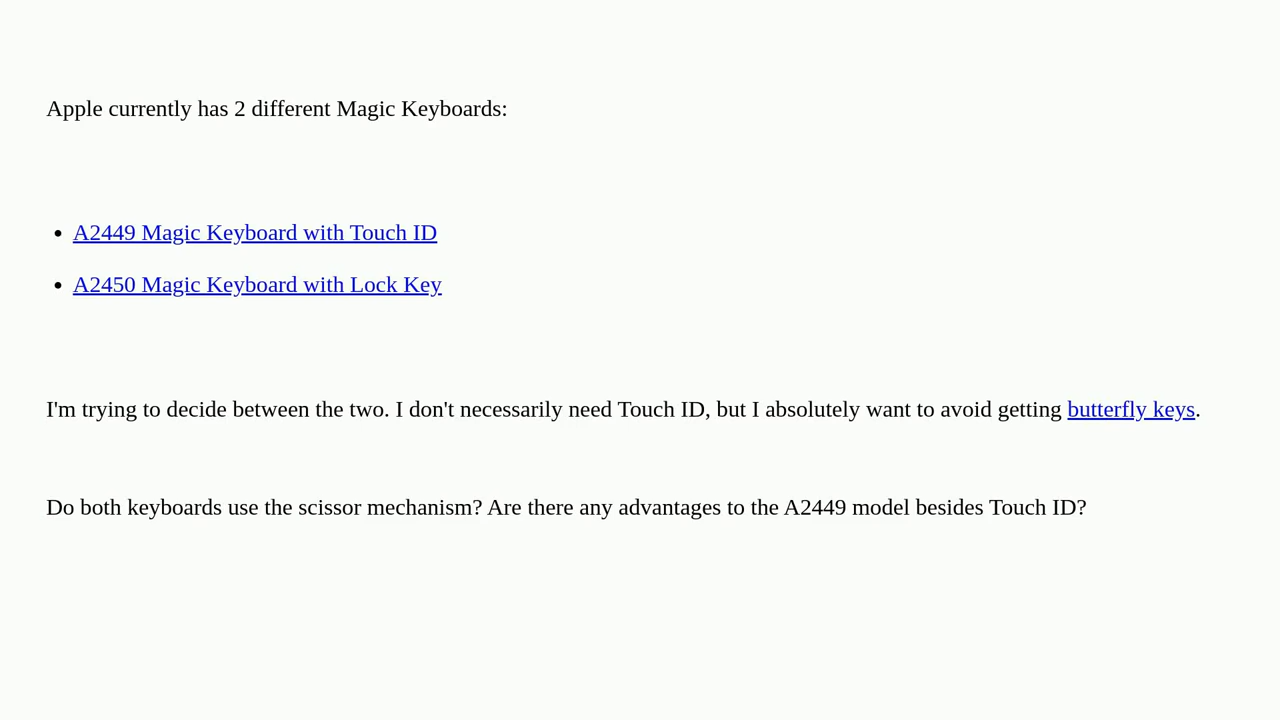 Apple currently has 2 different Magic Keyboards:
• A2449 Magic Keyboard with Touch ID
• A2450 Magic Keyboard with Lock Key
I'm trying to decide between the two. I don't necessarily need Touch ID, but I absolutely want to avoid getting butterfly keys.
Do both keyboards use the scissor mechanism? Are there any advantages to the A2449 model besides Touch ID?